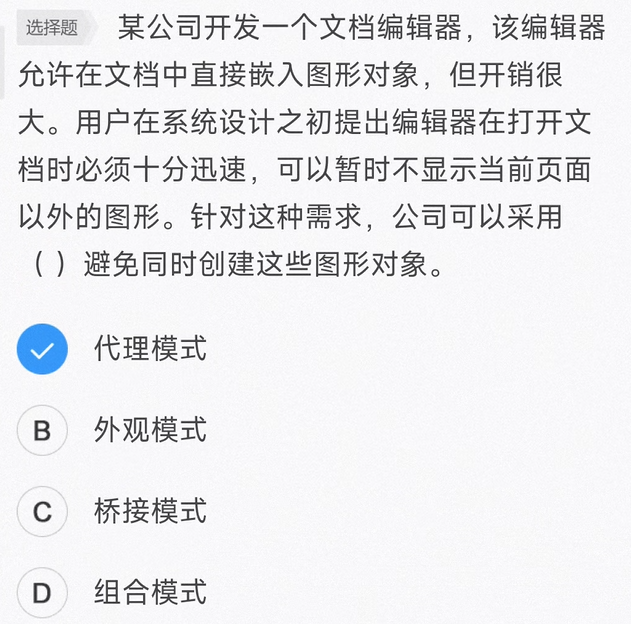 选择题 某公司开发一个文档编辑器，该编辑器
允许在文档中直接嵌入图形对象，但开销很
大。用户在系统设计之初提出编辑器在打开文
档时必须十分迅速，可以暂时不显示当前页面
以外的图形。针对这种需求，公司可以采用
（ ）避免同时创建这些图形对象。
代理模式
B 外观模式
C 桥接模式
D 组合模式